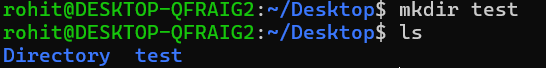 rohit@DESKTOP-QFRAIG2:~/Desktop$ mkdir test
rohit@DESKTOP-QFRAIG2:~/Desktop$ ls
Directory  test